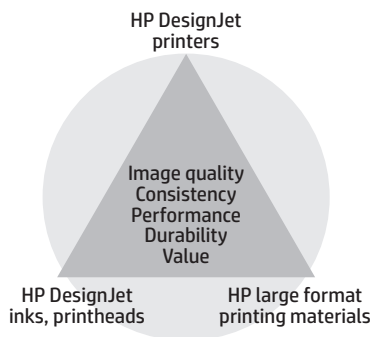 HP DesignJet
printers
Image quality
Consistency
Performance
Durability
Value
HP DesignJet
inks, printheads
HP large format
printing materials